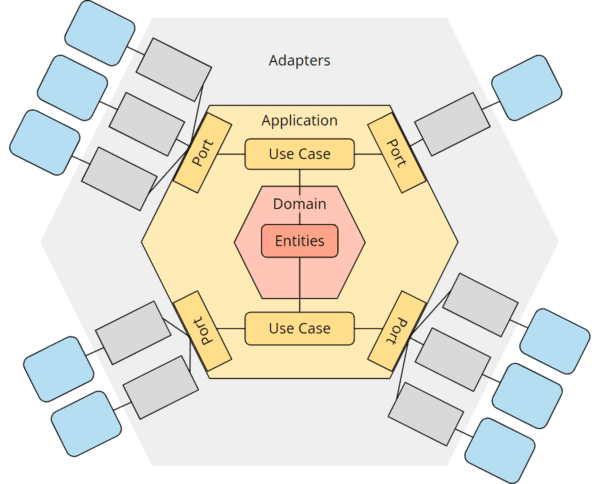 Adapters
Application
Port
Use Case
Port
Domain
Entities
Port
Use Case
Port